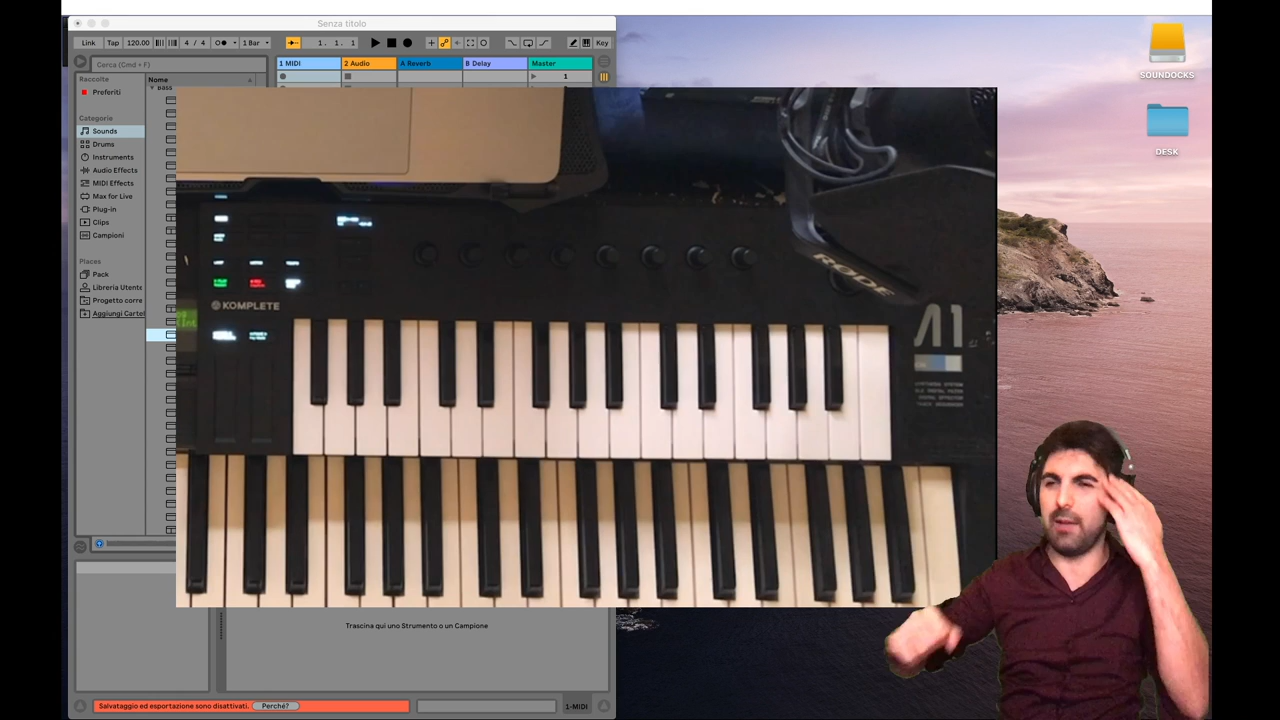 Senza titolo
Link Tap 120.00 4 / 4 1 Bar 1. 1. 1 Key
Cerca (Cmd + F)
1 MIDI 2 Audio A Reverb B Delay Master
Raccolte
Nome
1
Preferiti
Bass
Categorie
Sounds
Drums
Instruments
Audio Effects
MIDI Effects
Max for Live
Plug-in
Clips
Campioni
Places
Pack
Libreria Utente
Progetto corre
Aggiungi Cartel
SOUNDOCKS
DESK
RODE
KOMPLETE
A1
Trascina qui uno Strumento o un Campione
Salvataggio ed esportazione sono disattivati. Perché?
1-MIDI